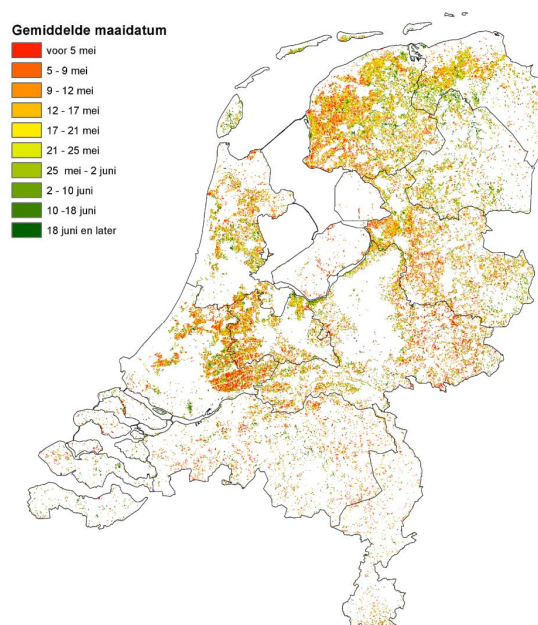 Gemiddelde maaidatum
voor 5 mei
5 - 9 mei
9 - 12 mei
12 - 17 mei
17 - 21 mei
21 - 25 mei
25 mei - 2 juni
2 - 10 juni
10 -18 juni
18 juni en later